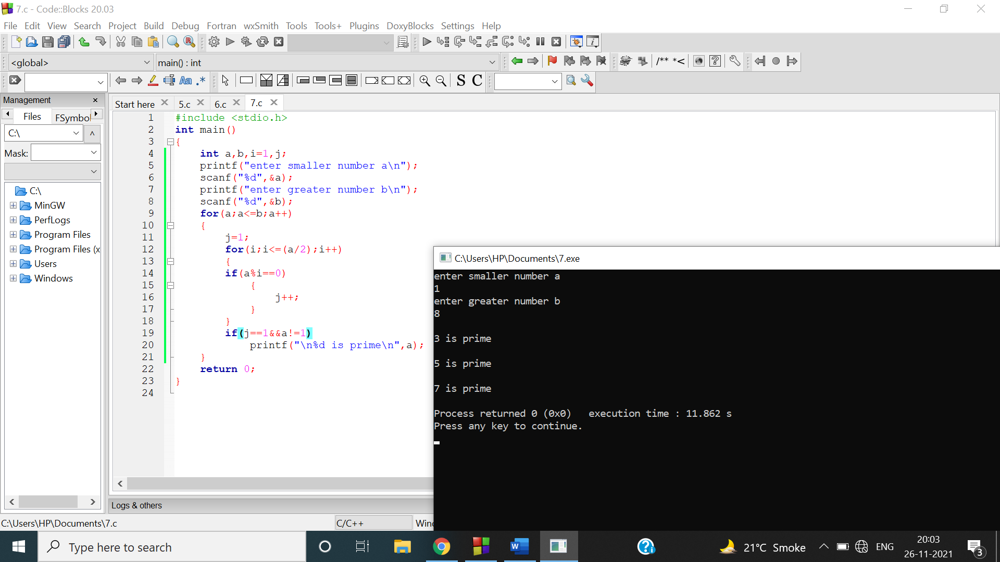 7.c - Code::Blocks 20.03
File Edit View Search Project Build Debug Fortran wxSmith Tools Tools+ Plugins DoxyBlocks Settings Help
<global> main() : int /** *<
Aa .* S C
Management
Files FSymbol
C:\ ^
Mask:
C:\
MinGW
PerfLogs
Program Files
Program Files (x
Users
Windows
Start here 5.c 6.c 7.c
1 #include <stdio.h>
2 int main()
3 {
4 int a,b,i=1,j;
5 printf("enter smaller number a\n");
6 scanf("%d",&a);
7 printf("enter greater number b\n");
8 scanf("%d",&b);
9 for(a;a<=b;a++)
10 {
11 j=1;
12 for(i;i<=(a/2);i++)
13 {
14 if(a%i==0)
15 {
16 j++;
17 }
18 }
19 if(j==1&&a!=1)
20 printf("\n%d is prime\n",a);
21 }
22 return 0;
23 }
24
C:\Users\HP\Documents\7.exe
enter smaller number a
1
enter greater number b
8
3 is prime
5 is prime
7 is prime
Process returned 0 (0x0) execution time : 11.862 s
Press any key to continue.
Logs & others
C:\Users\HP\Documents\7.c C/C++ Wind
Type here to search
21°C Smoke
ENG
20:03
26-11-2021
3